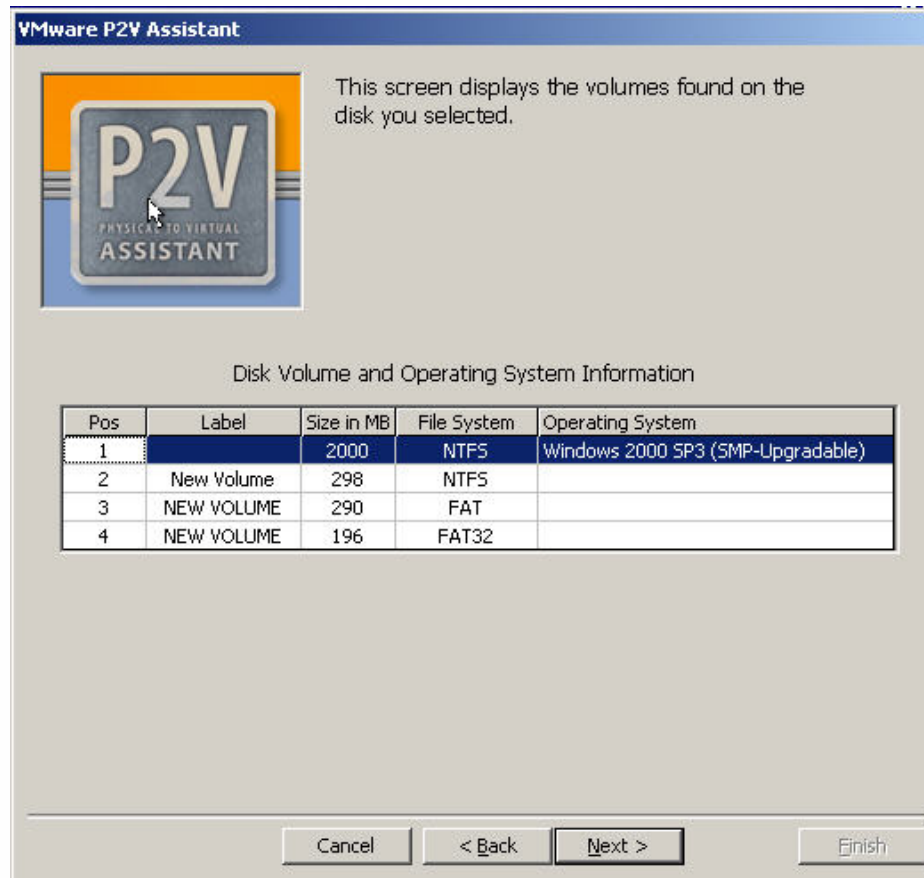 VMware P2V Assistant
This screen displays the volumes found on the
disk you selected.
P2V
PHYSICAL TO VIRTUAL
ASSISTANT
Disk Volume and Operating System Information
Pos Label Size in MB File System Operating System
1 2000 NTFS Windows 2000 SP3 (SMP-Upgradable)
2 New Volume 298 NTFS
3 NEW VOLUME 290 FAT
4 NEW VOLUME 196 FAT32
Cancel < Back Next > Finish